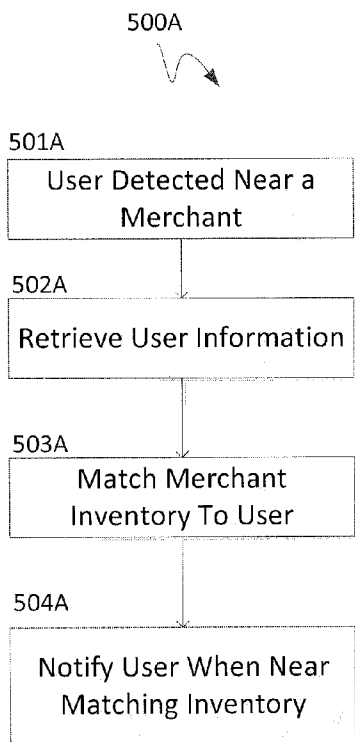 500A
501A
User Detected Near a
Merchant
502A
Retrieve User Information
503A
Match Merchant
Inventory To User
504A
Notify User When Near
Matching Inventory